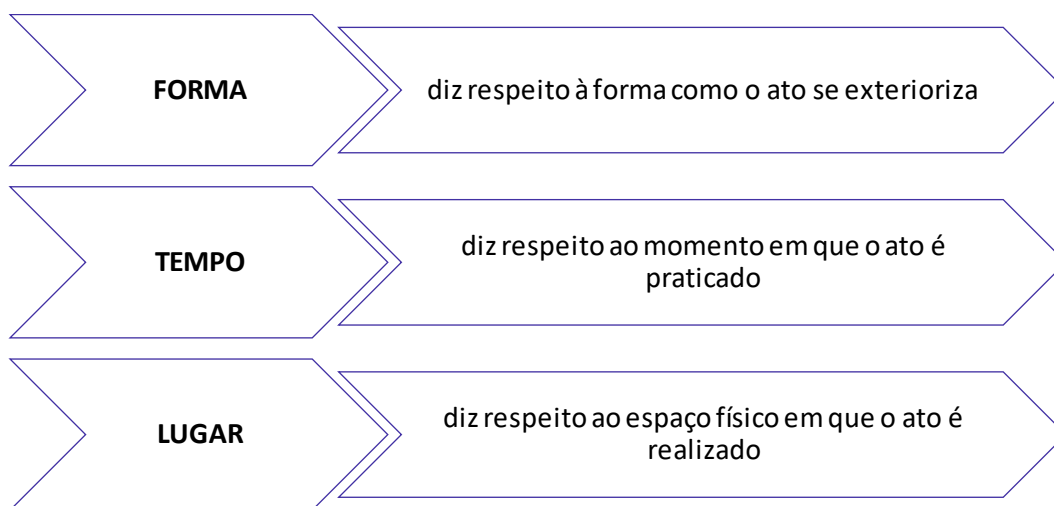 FORMA
diz respeito à forma como o ato se exterioriza
TEMPO
diz respeito ao momento em que o ato é
praticado
LUGAR
diz respeito ao espaço físico em que o ato é
realizado